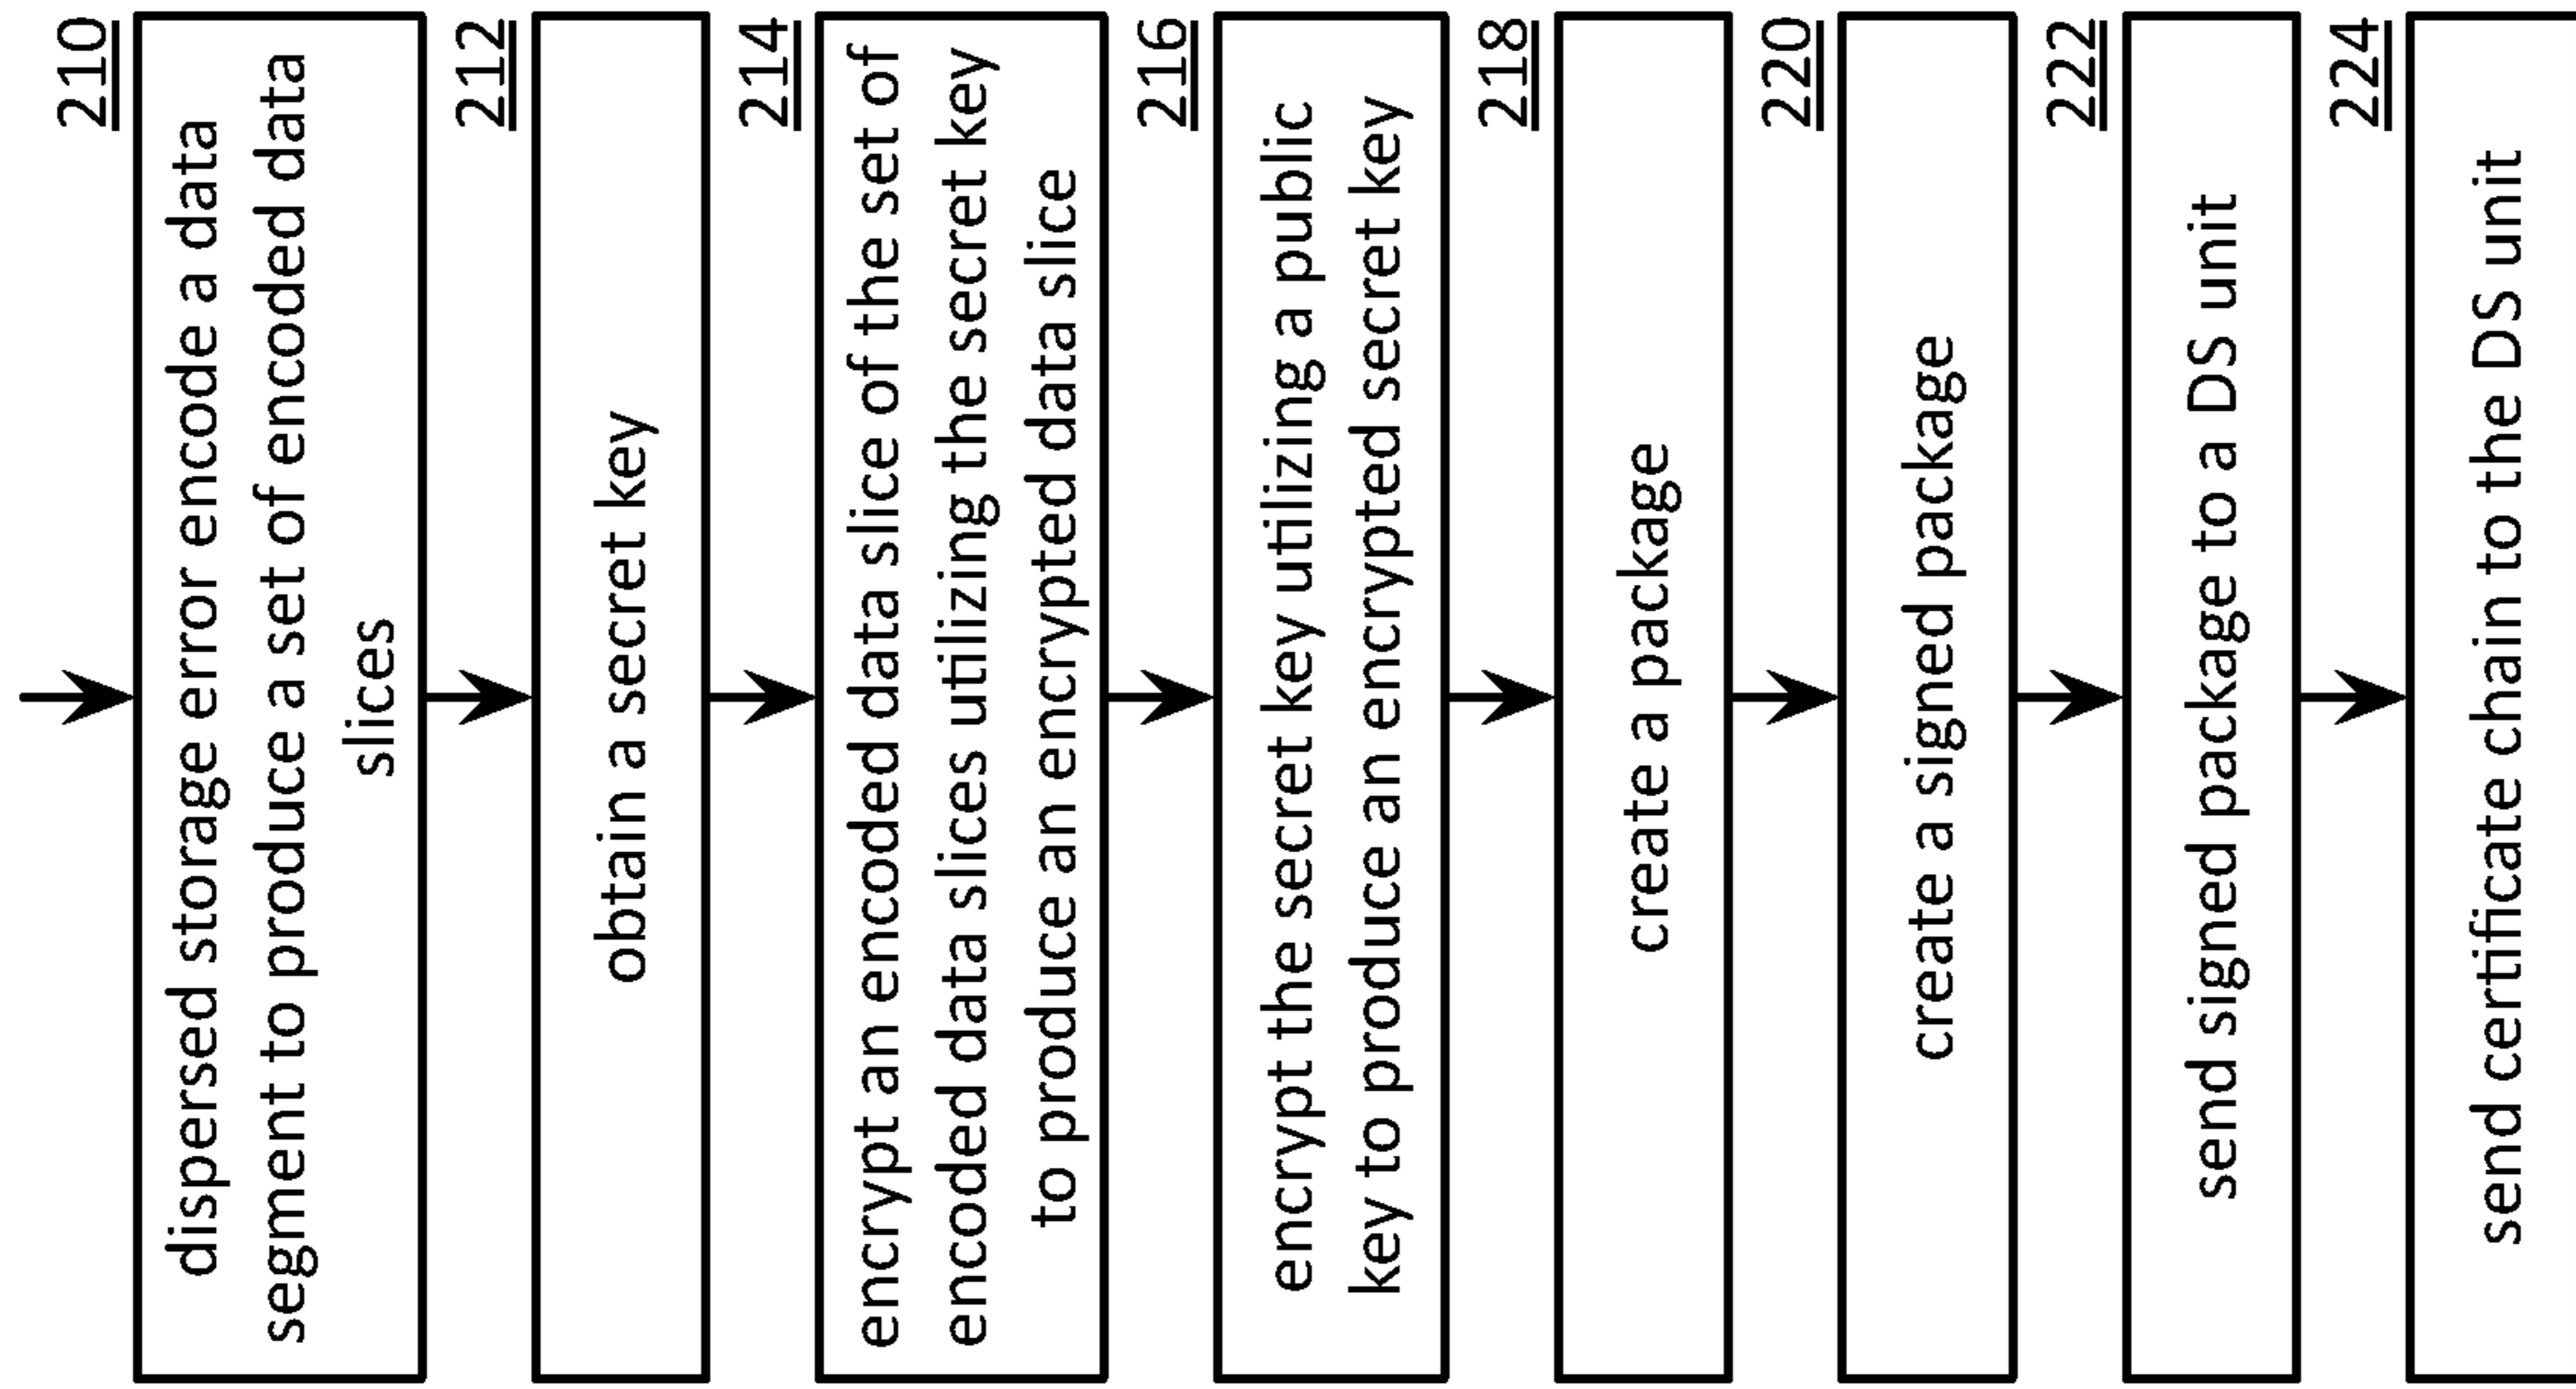 210
dispersed storage error encode a data
segment to produce a set of encoded data
slices
212
obtain a secret key
214
encrypt an encoded data slice of the set of
encoded data slices utilizing the secret key
to produce an encrypted data slice
216
encrypt the secret key utilizing a public
key to produce an encrypted secret key
218
create a package
220
create a signed package
222
send signed package to a DS unit
224
send certificate chain to the DS unit